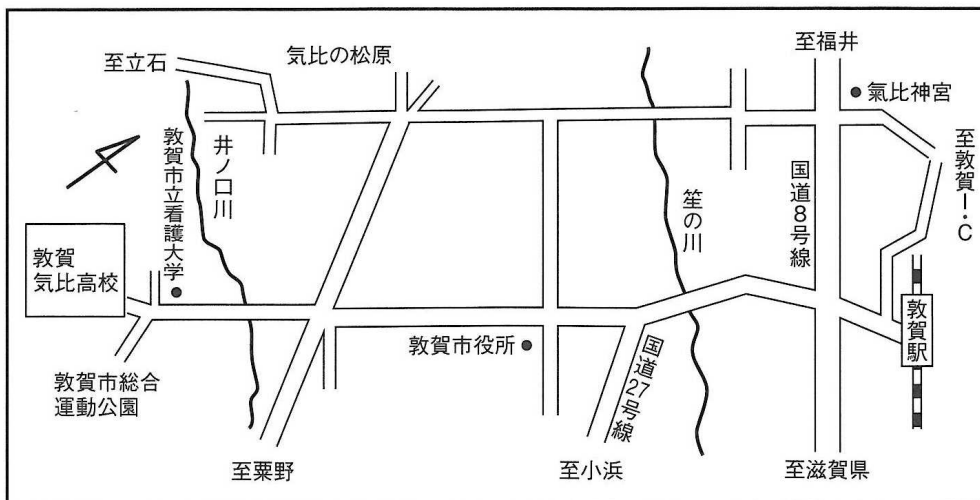 至立石
気比の松原
至福井
氣比神宮
至敦賀I・C
井ノ口川
敦賀市立看護大学
笙の川
国道8号線
敦賀
気比高校
敦賀駅
敦賀市役所
国道27号線
敦賀市総合
運動公園
至粟野
至小浜
至滋賀県